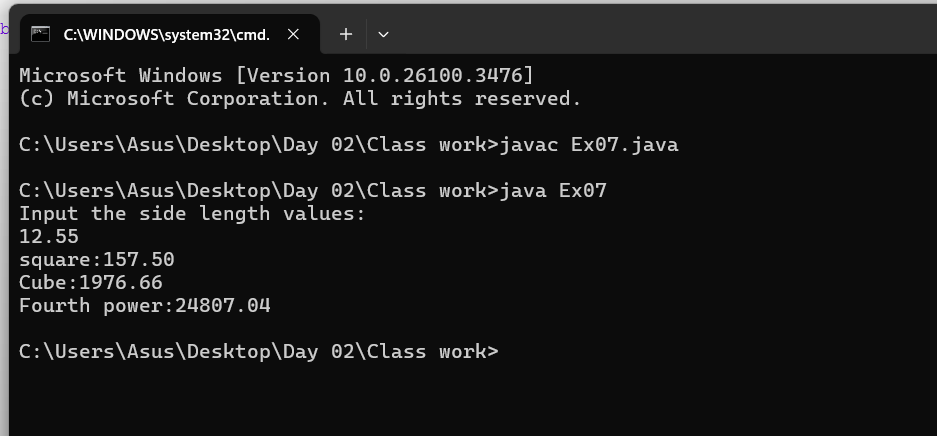 b
C:\WINDOWS\system32\cmd.
Microsoft Windows [Version 10.0.26100.3476]
(c) Microsoft Corporation. All rights reserved.
C:\Users\Asus\Desktop\Day 02\Class work>javac Ex07.java
C:\Users\Asus\Desktop\Day 02\Class work>java Ex07
Input the side length values:
12.55
square:157.50
Cube:1976.66
Fourth power:24807.04
C:\Users\Asus\Desktop\Day 02\Class work>